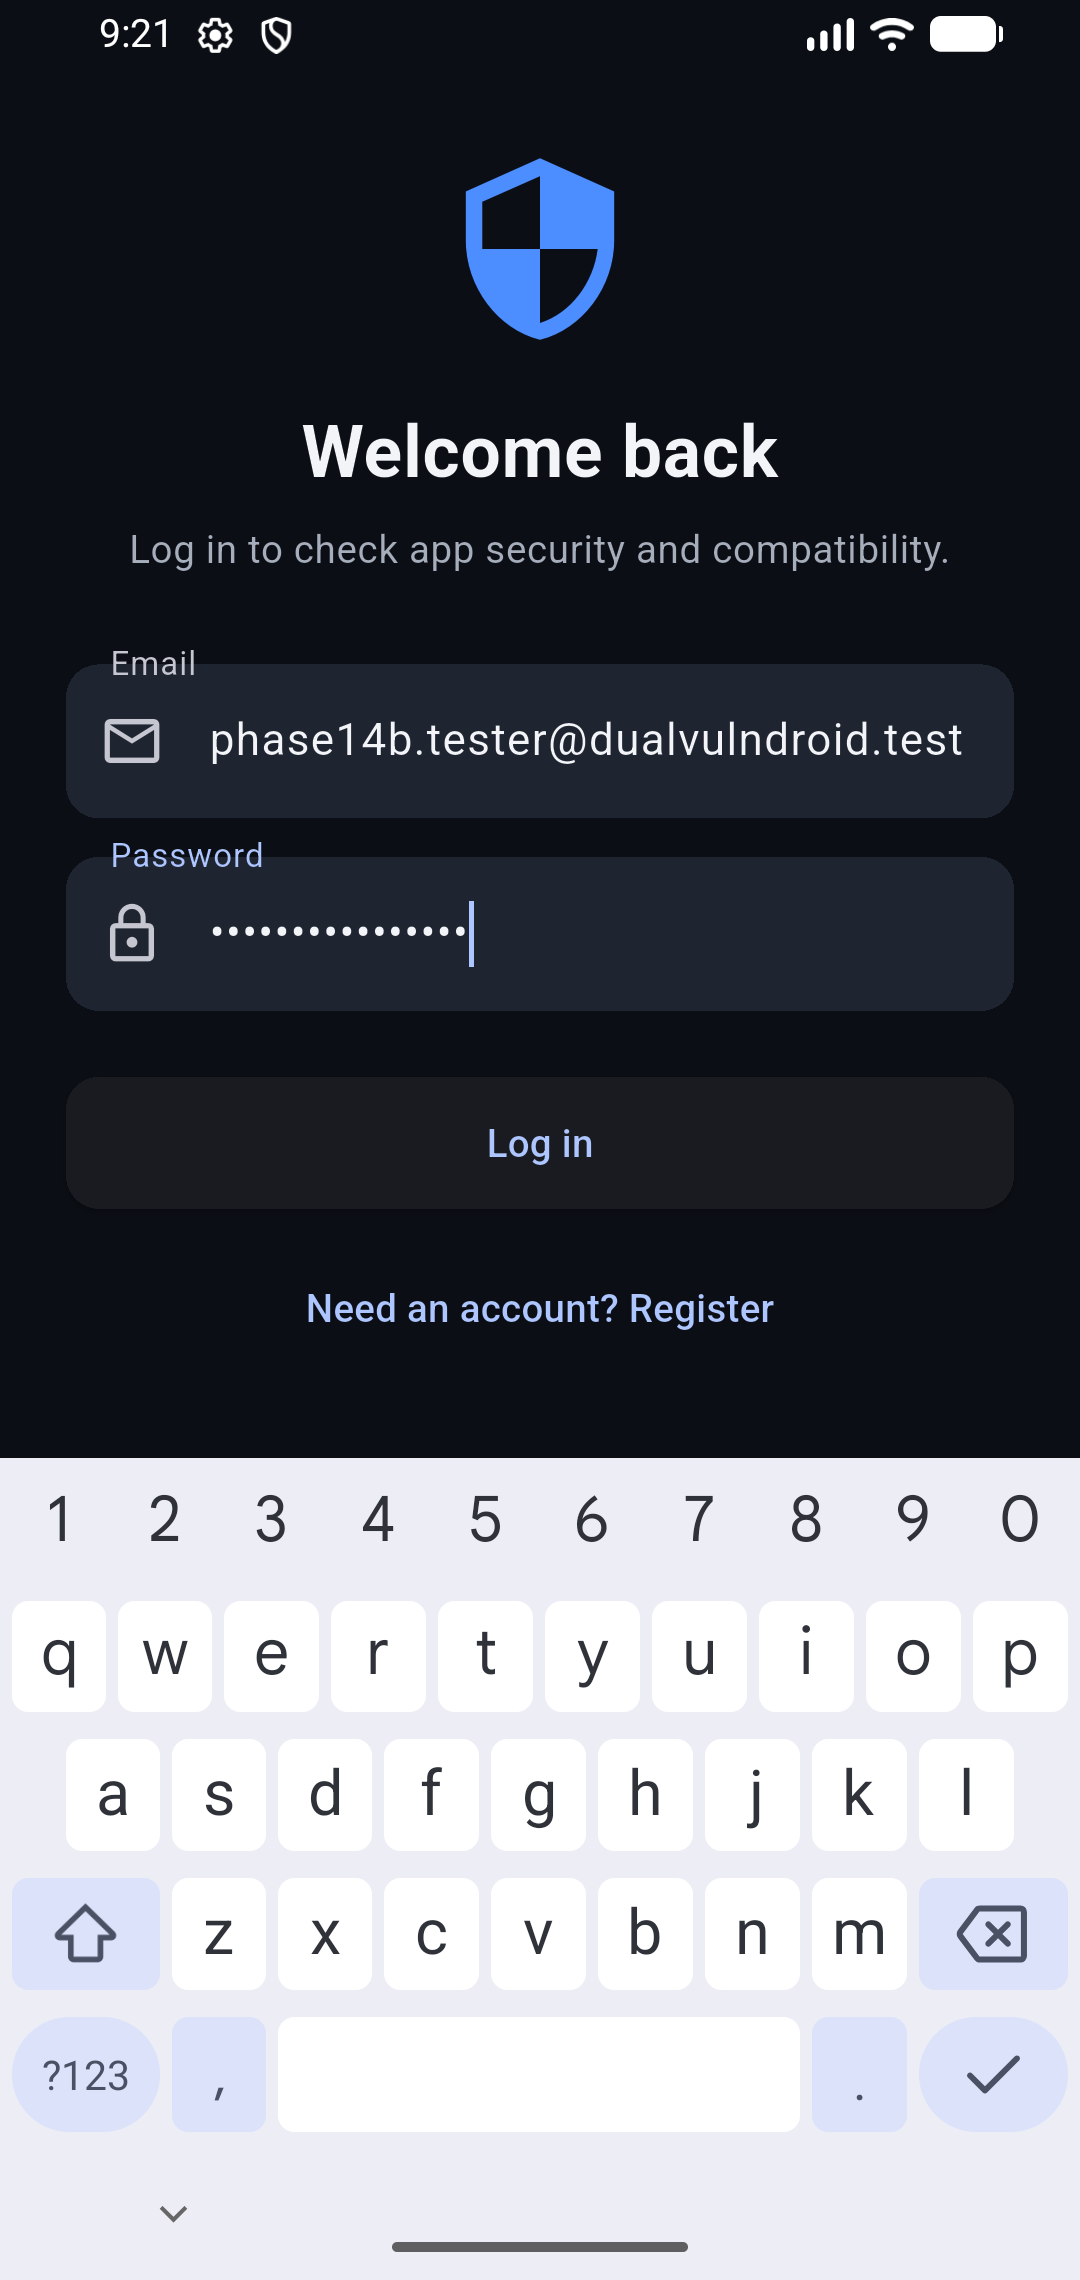 9:21
Welcome back
Log in to check app security and compatibility.
Email
phase14b.tester@dualvulndroid.test
Password
•••••••••••••••• 
Log in
Need an account? Register
1 2 3 4 5 6 7 8 9 0
q w e r t y u i o p
a s d f g h j k l
z x c v b n m
?123 , .